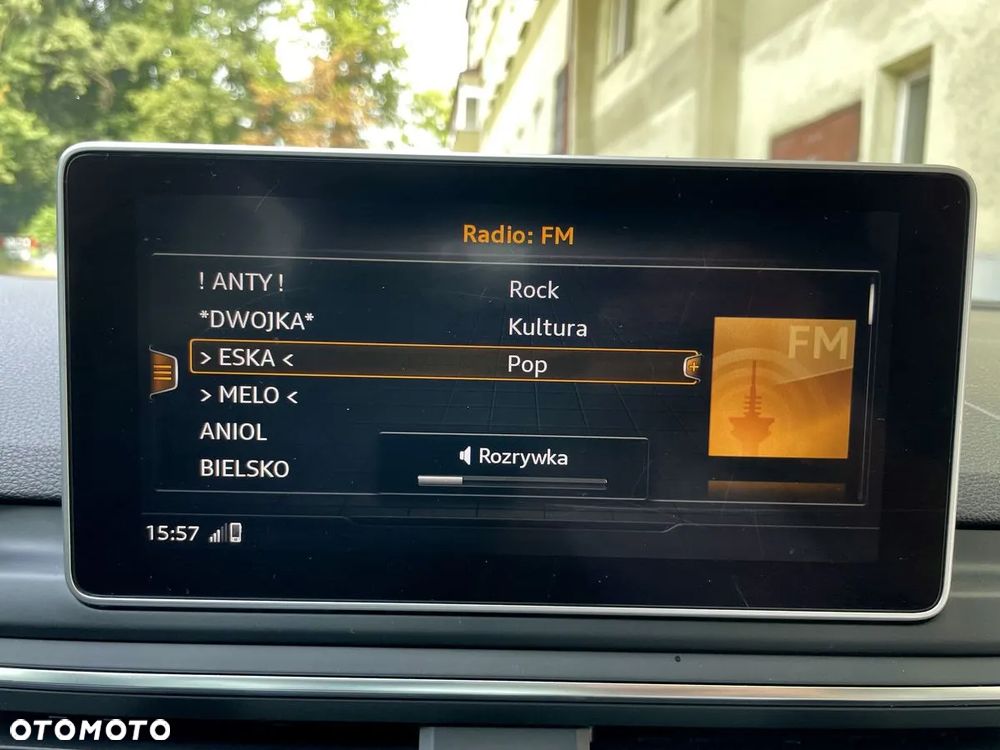 Radio: FM
! ANTY ! Rock
*DWOJKA* Kultura
> ESKA < Pop
> MELO <
ANIOL
BIELSKO
FM
Rozrywka
15:57
OTOMOTO